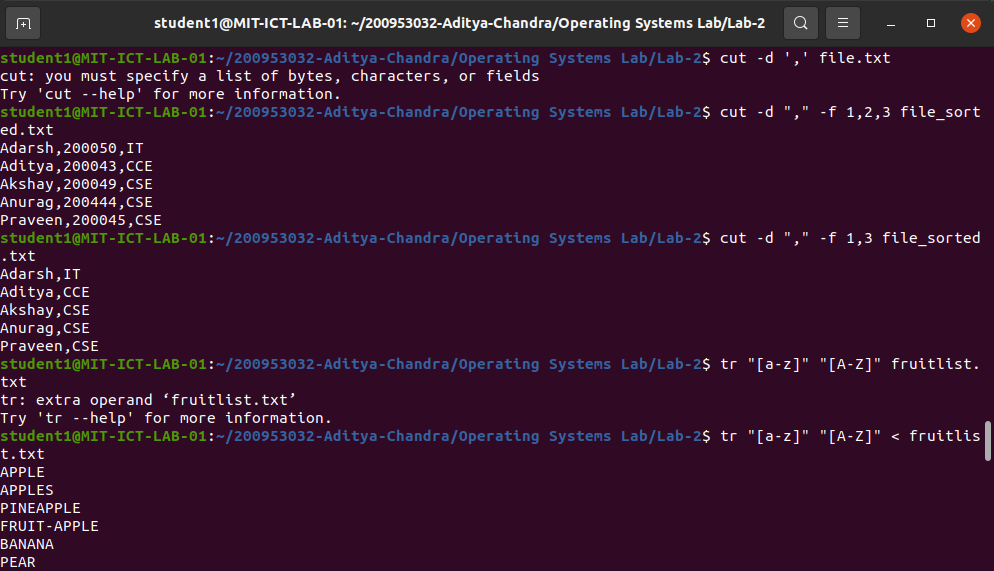 student1@MIT-ICT-LAB-01: ~/200953032-Aditya-Chandra/Operating Systems Lab/Lab-2
student1@MIT-ICT-LAB-01:~/200953032-Aditya-Chandra/Operating Systems Lab/Lab-2$ cut -d ',' file.txt
cut: you must specify a list of bytes, characters, or fields
Try 'cut --help' for more information.
student1@MIT-ICT-LAB-01:~/200953032-Aditya-Chandra/Operating Systems Lab/Lab-2$ cut -d "," -f 1,2,3 file_sort
ed.txt
Adarsh,200050,IT
Aditya,200043,CCE
Akshay,200049,CSE
Anurag,200444,CSE
Praveen,200045,CSE
student1@MIT-ICT-LAB-01:~/200953032-Aditya-Chandra/Operating Systems Lab/Lab-2$ cut -d "," -f 1,3 file_sorted
.txt
Adarsh,IT
Aditya,CCE
Akshay,CSE
Anurag,CSE
Praveen,CSE
student1@MIT-ICT-LAB-01:~/200953032-Aditya-Chandra/Operating Systems Lab/Lab-2$ tr "[a-z]" "[A-Z]" fruitlist.
txt
tr: extra operand ‘fruitlist.txt’
Try 'tr --help' for more information.
student1@MIT-ICT-LAB-01:~/200953032-Aditya-Chandra/Operating Systems Lab/Lab-2$ tr "[a-z]" "[A-Z]" < fruitlis
t.txt
APPLE
APPLES
PINEAPPLE
FRUIT-APPLE
BANANA
PEAR